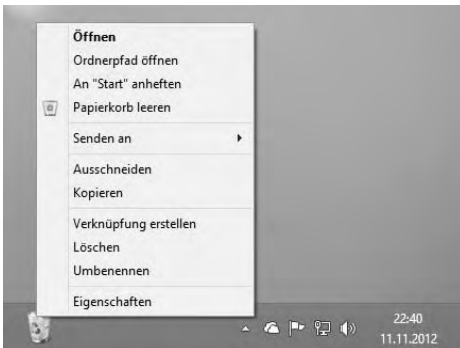 Öffnen
Ordnerpfad öffnen
An "Start" anheften
Papierkorb leeren
Senden an
Ausschneiden
Kopieren
Verknüpfung erstellen
Löschen
Umbenennen
Eigenschaften
22:40
11.11.2012